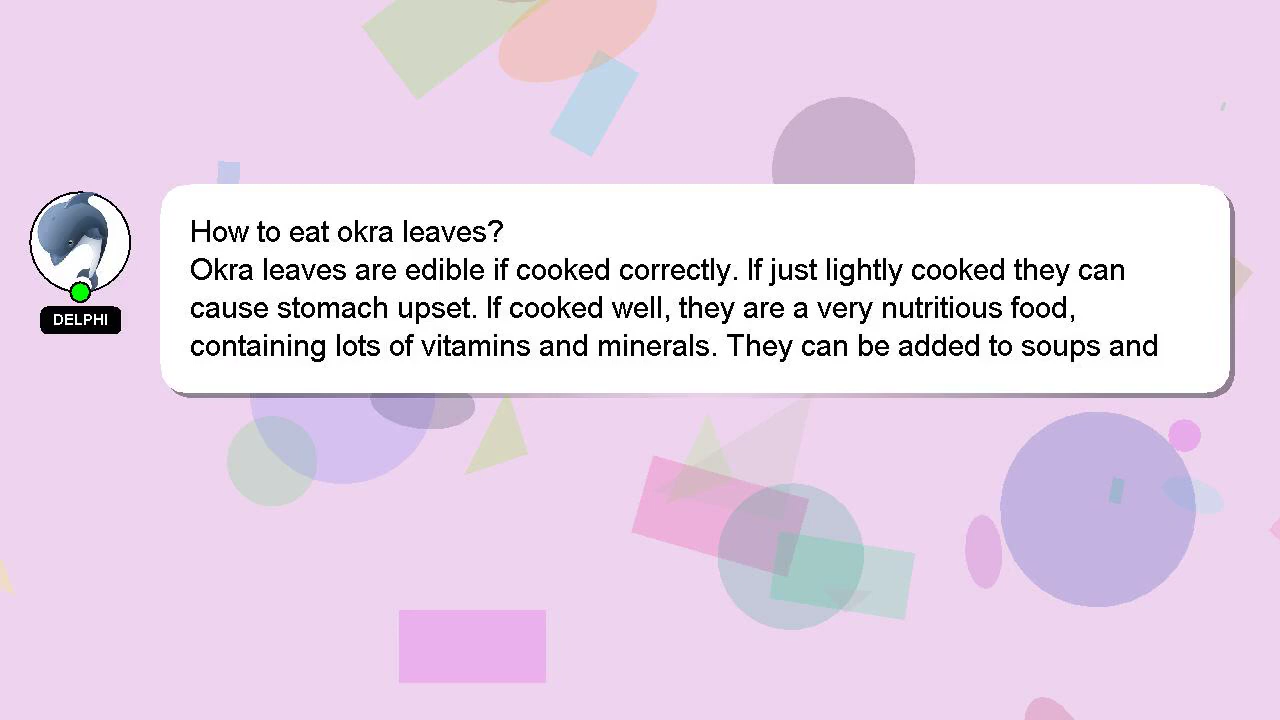 How to eat okra leaves?
Okra leaves are edible if cooked correctly. If just lightly cooked they can
cause stomach upset. If cooked well, they are a very nutritious food,
containing lots of vitamins and minerals. They can be added to soups and
DELPHI